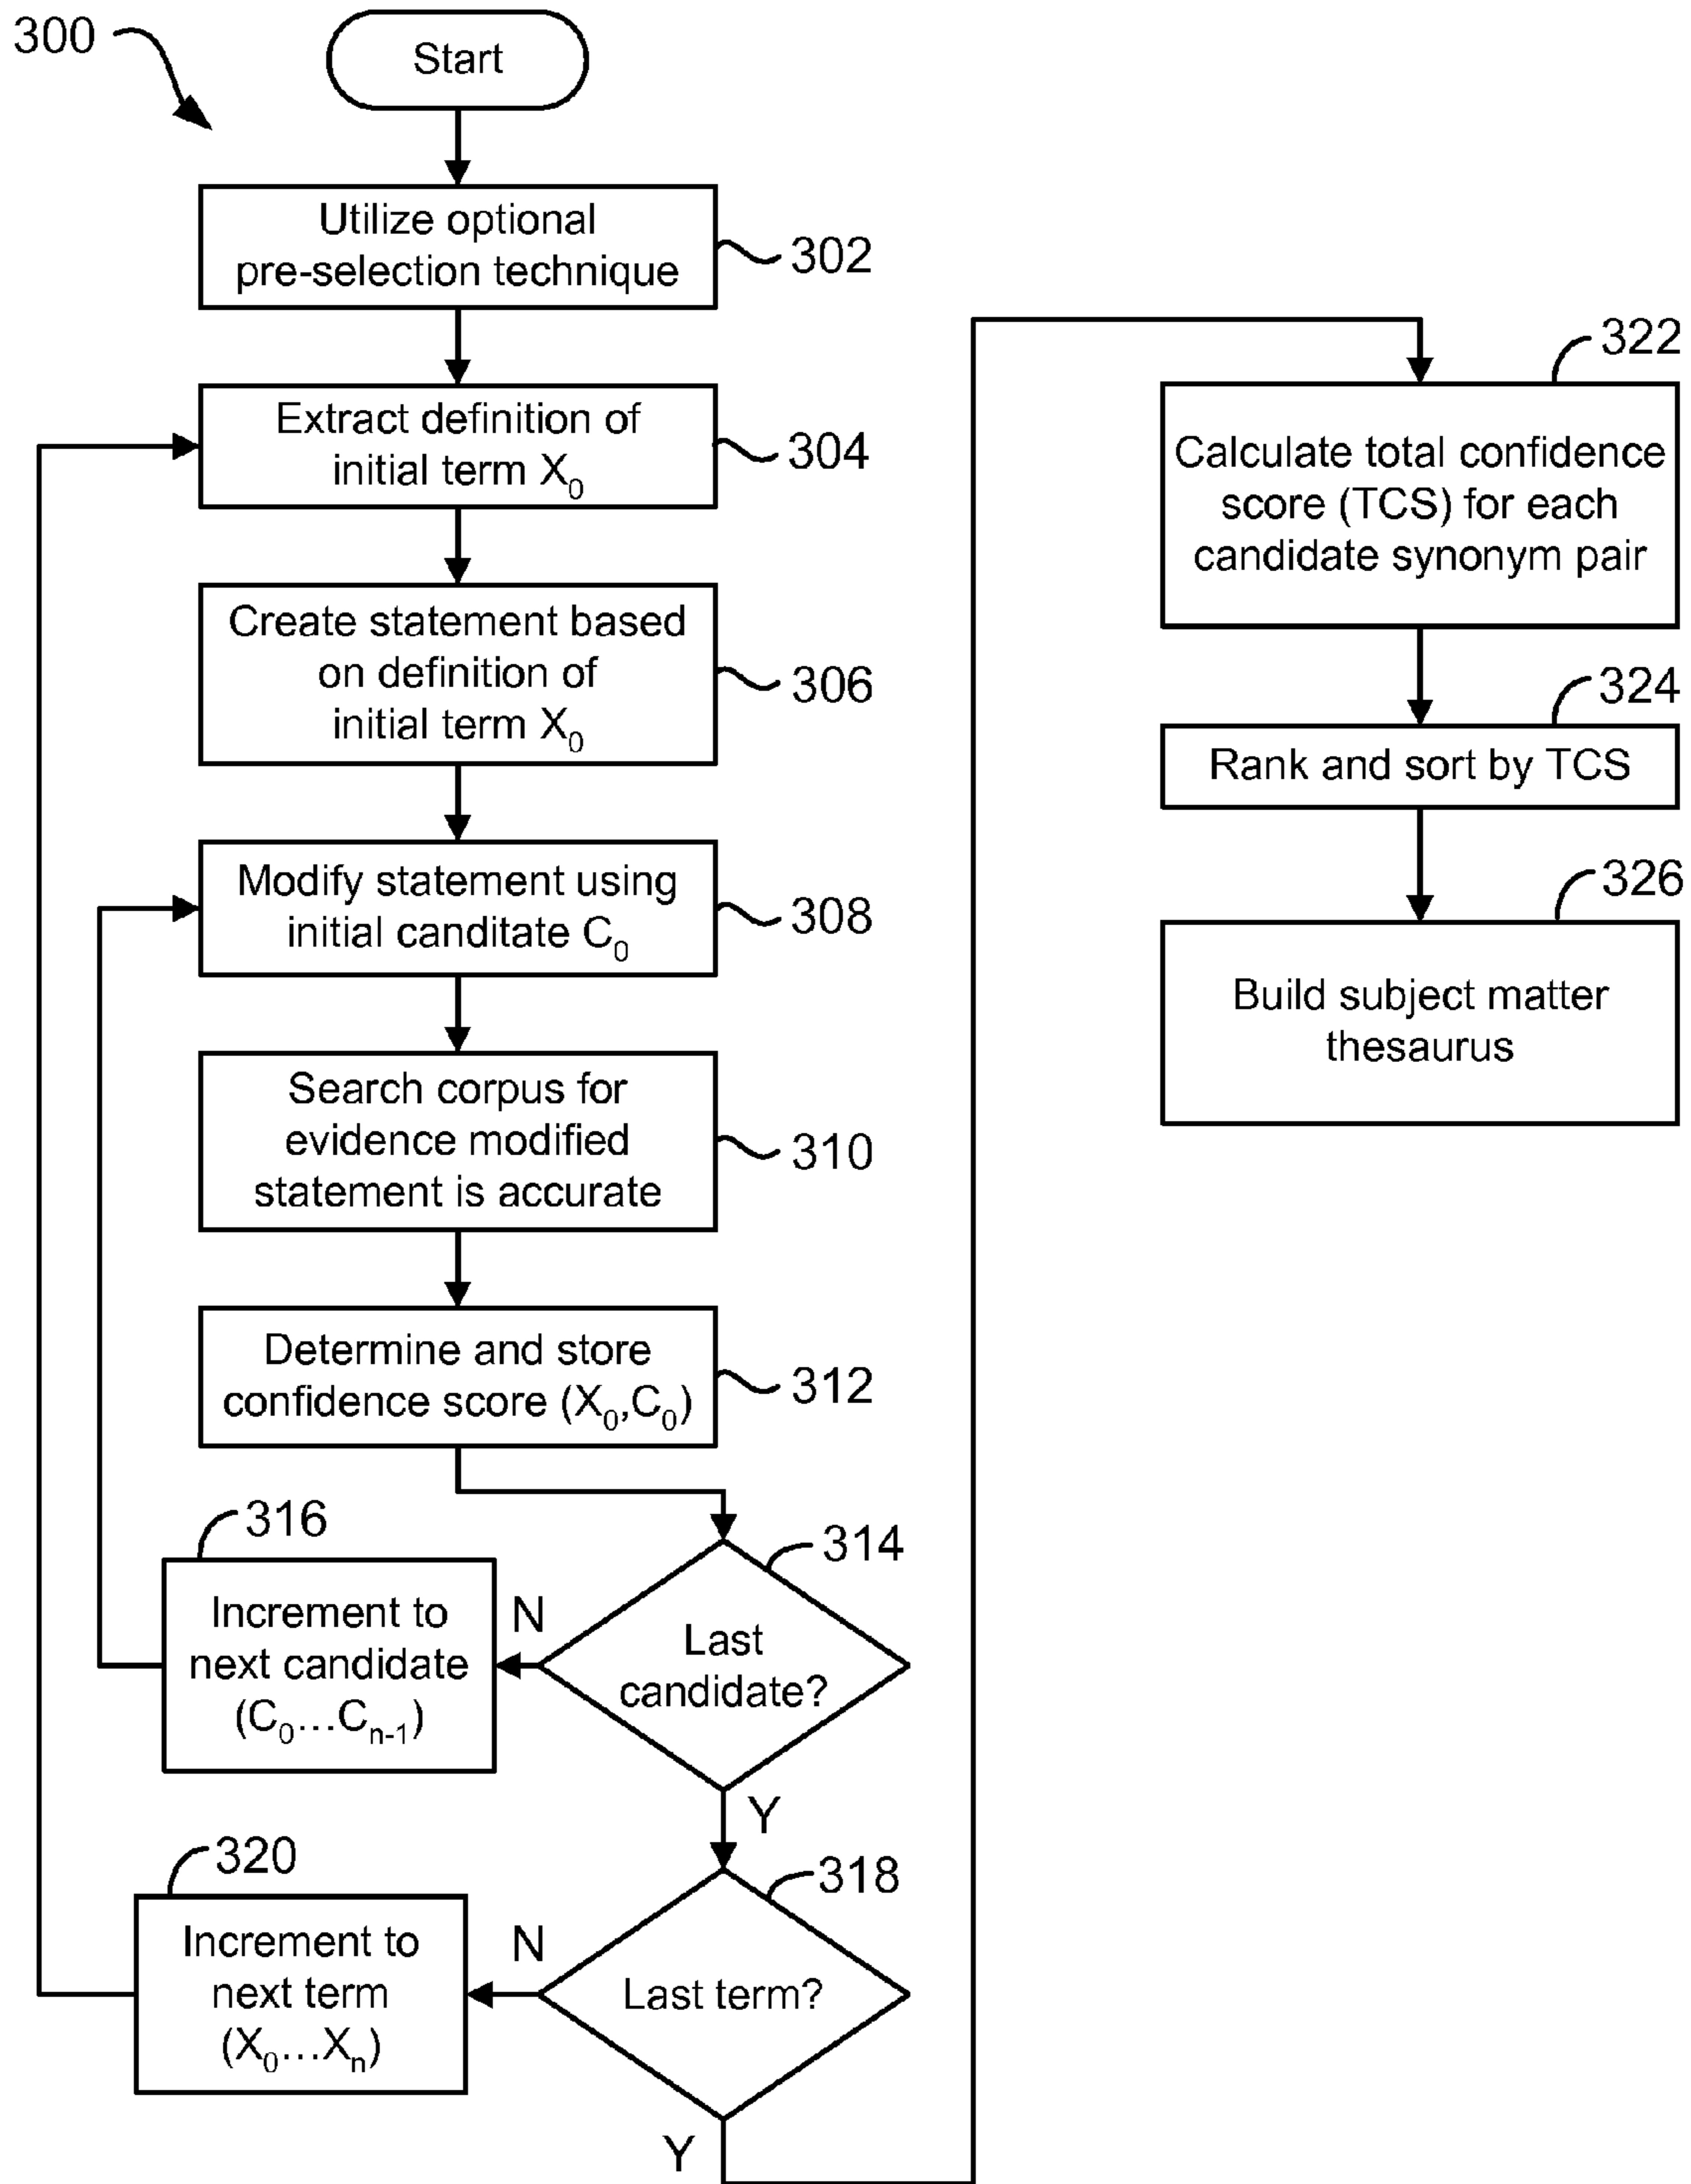 300
Start
Utilize optional
pre-selection technique
302
Extract definition of
initial term X₀
304
Create statement based
on definition of
initial term X₀
306
Modify statement using
initial canditate C₀
308
Search corpus for
evidence modified
statement is accurate
310
Determine and store
confidence score (X₀,C₀)
312
314
Last
candidate?
N
Y
316
Increment to
next candidate
(C₀...Cₙ₋₁)
318
Last term?
N
Y
320
Increment to
next term
(X₀...Xₙ)
322
Calculate total confidence
score (TCS) for each
candidate synonym pair
324
Rank and sort by TCS
326
Build subject matter
thesaurus